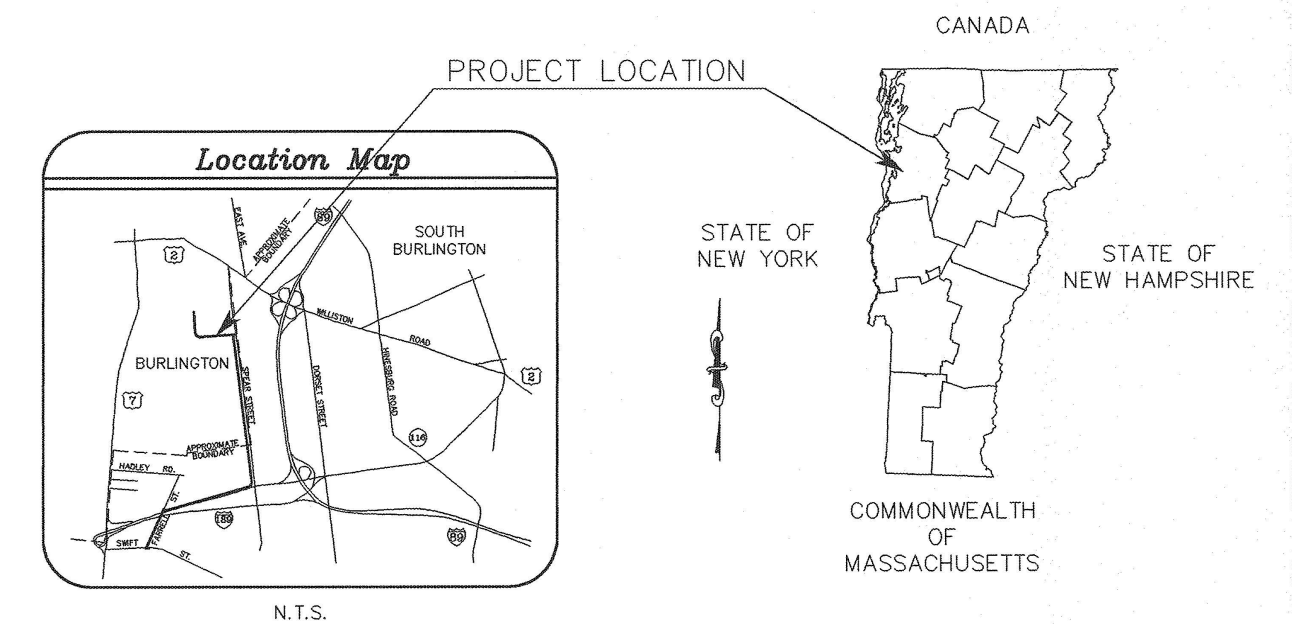 CANADA
PROJECT LOCATION
Location Map
EAST AVE.
APPROXIMATE
BOUNDARY
89
SOUTH
BURLINGTON
2
WILLISTON
ROAD
BURLINGTON
SPEAR STREET
DORSET STREET
HINESBURG ROAD
2
7
116
APPROXIMATE
BOUNDARY
HADLEY RD.
FARRELL ST.
189
SWIFT
ST.
89
N.T.S.
STATE OF
NEW YORK
STATE OF
NEW HAMPSHIRE
COMMONWEALTH
OF
MASSACHUSETTS